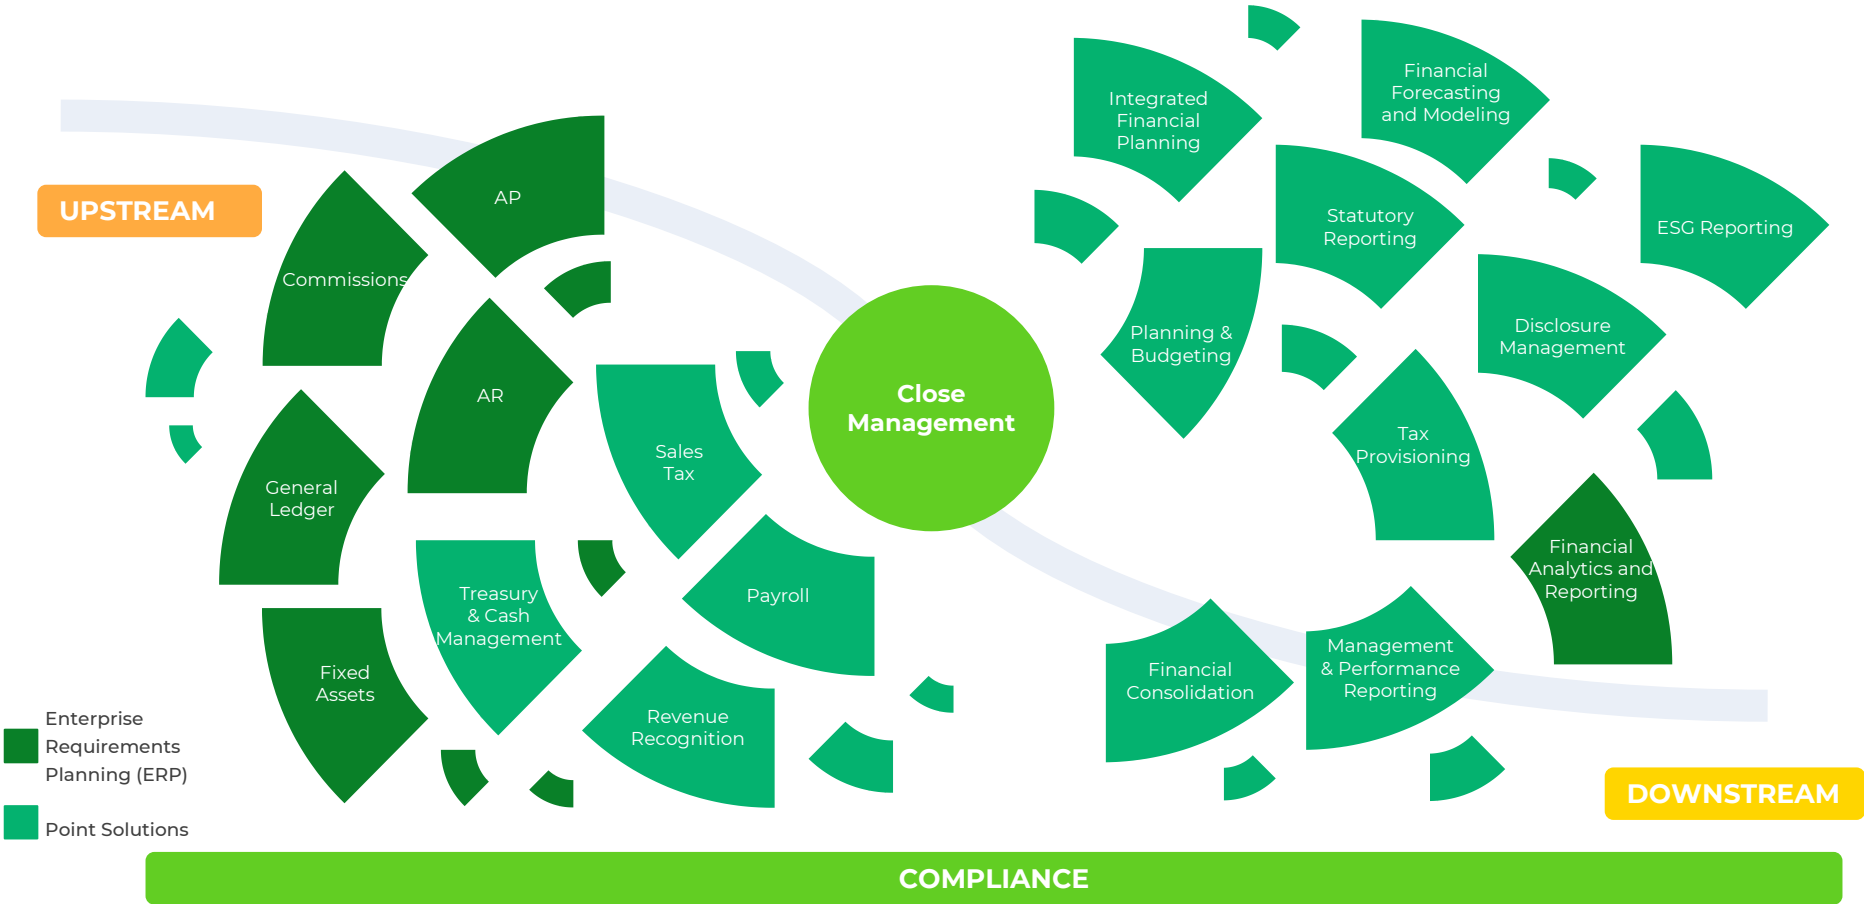 UPSTREAM
AP
Commissions
AR
General
Ledger
Fixed
Assets
Sales
Tax
Treasury
& Cash
Management
Payroll
Revenue
Recognition
Close
Management
Integrated
Financial
Planning
Financial
Forecasting
and Modeling
Statutory
Reporting
ESG Reporting
Planning &
Budgeting
Disclosure
Management
Tax
Provisioning
Financial
Analytics and
Reporting
Financial
Consolidation
Management
& Performance
Reporting
Enterprise
Requirements
Planning (ERP)
Point Solutions
DOWNSTREAM
COMPLIANCE